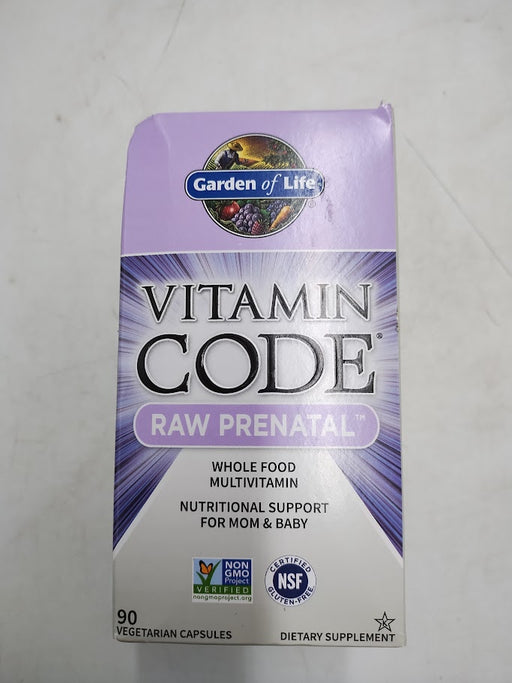 Garden of Life
®
VITAMIN
CODE®
RAW PRENATAL™
WHOLE FOOD
MULTIVITAMIN
NUTRITIONAL SUPPORT
FOR MOM & BABY
NON
GMO
Project
VERIFIED
nongmoproject.org
CERTIFIED
NSF
GLUTEN-FREE
90
VEGETARIAN CAPSULES
DIETARY SUPPLEMENT